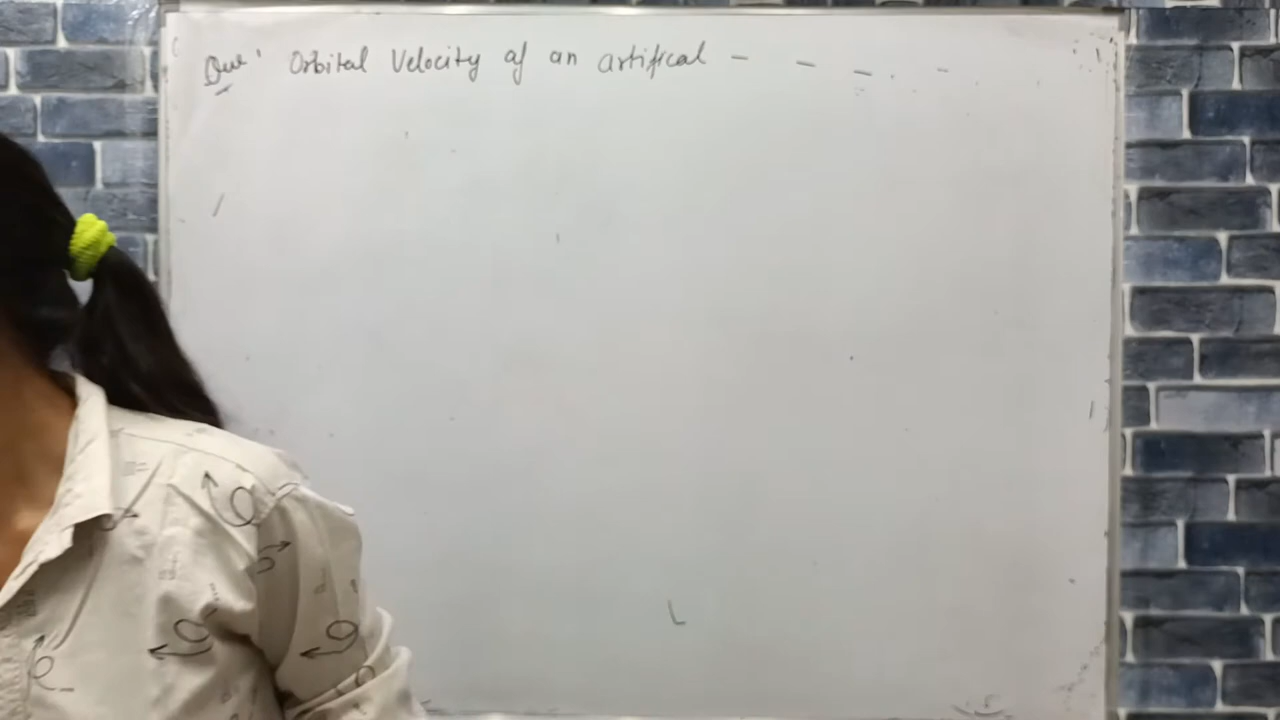 Que' Orbital Velocity of an artifical - - - -